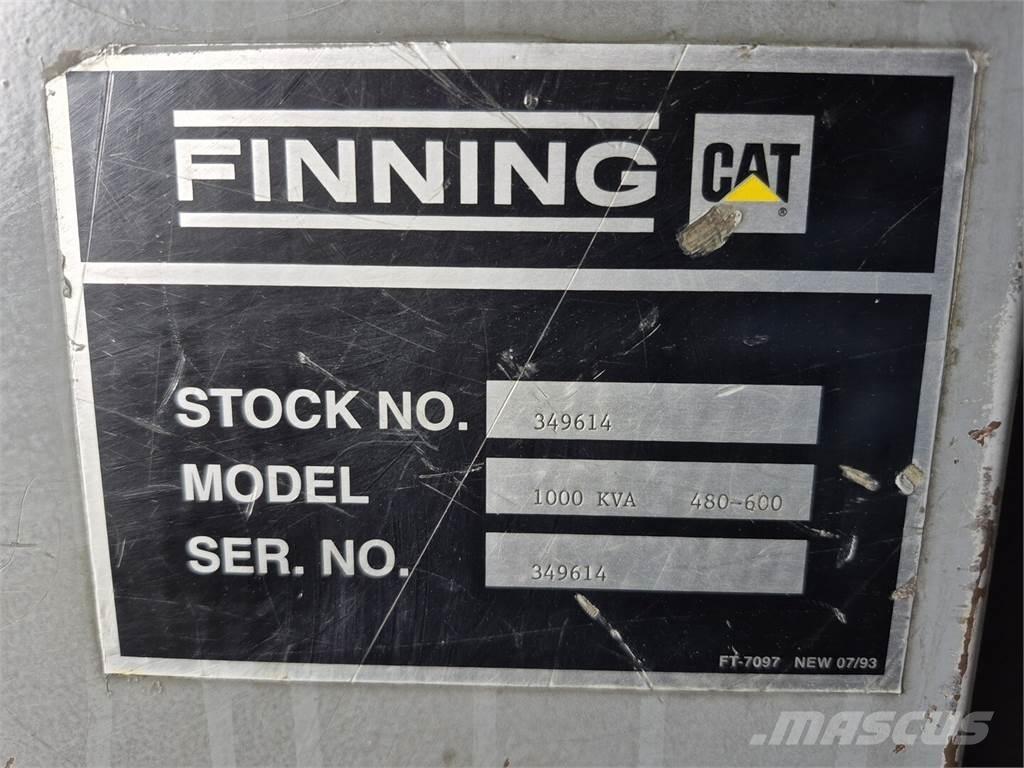 FINNING CAT®
STOCK NO. 349614
MODEL 1000 KVA 480-600
SER. NO. 349614
FT-7097 NEW 07/93
MASCUS